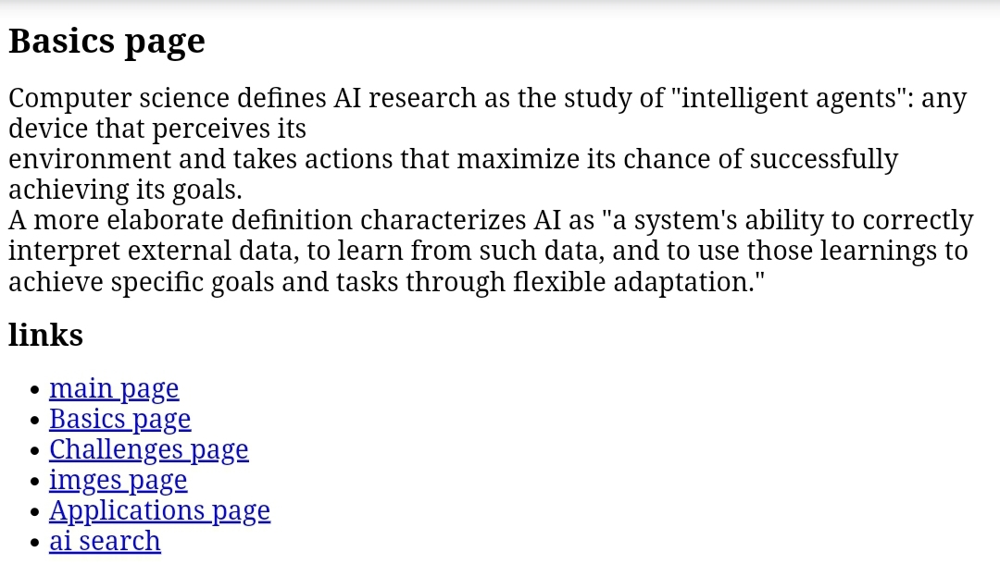 Basics page
Computer science defines AI research as the study of "intelligent agents": any
device that perceives its
environment and takes actions that maximize its chance of successfully
achieving its goals.
A more elaborate definition characterizes AI as "a system's ability to correctly
interpret external data, to learn from such data, and to use those learnings to
achieve specific goals and tasks through flexible adaptation."
links
• main page
• Basics page
• Challenges page
• imges page
• Applications page
• ai search